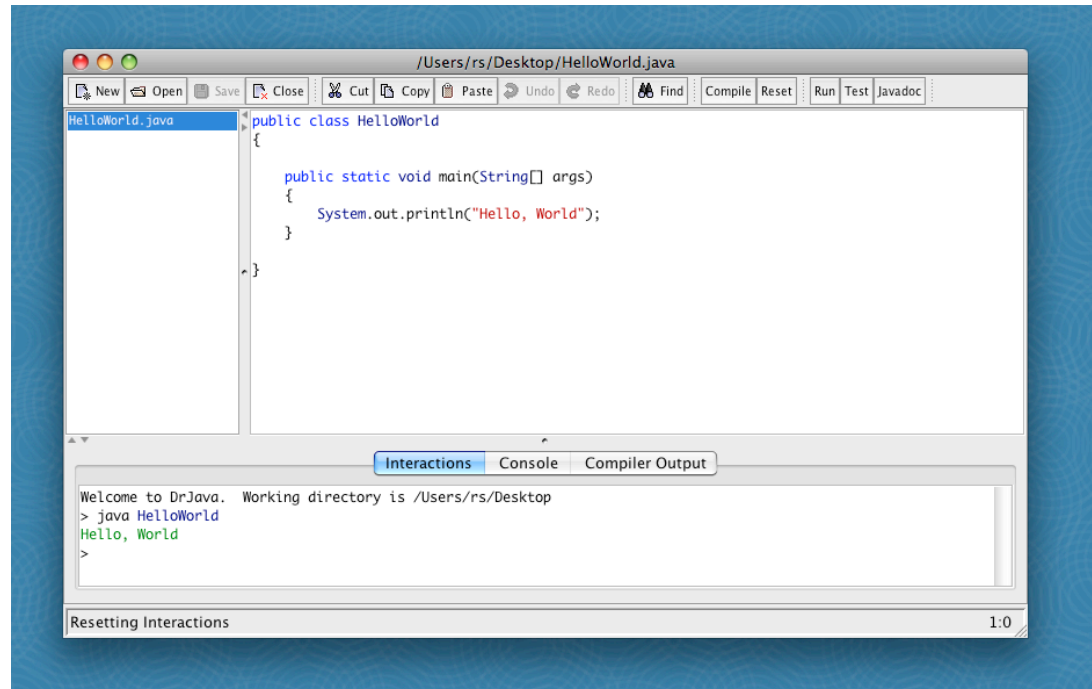 /Users/rs/Desktop/HelloWorld.java
New Open Save Close Cut Copy Paste Undo Redo Find Compile Reset Run Test Javadoc
HelloWorld.java
public class HelloWorld
{
public static void main(String[] args)
{
System.out.println("Hello, World");
}
}
Interactions Console Compiler Output
Welcome to DrJava.  Working directory is /Users/rs/Desktop
> java HelloWorld
Hello, World
>
Resetting Interactions 1:0